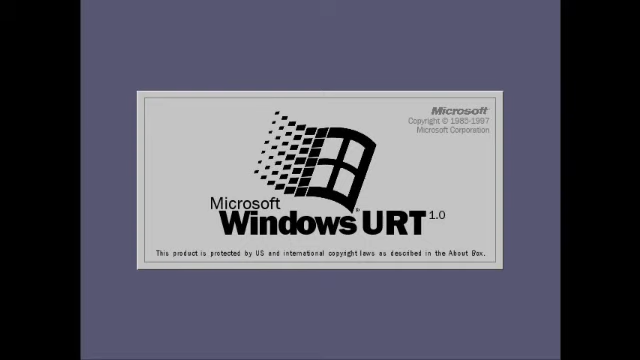 Microsoft
Copyright © 1985-1997
Microsoft Corporation
Microsoft
Windows URT 1.0
This product is protected by US and international copyright laws as described in the About Box.